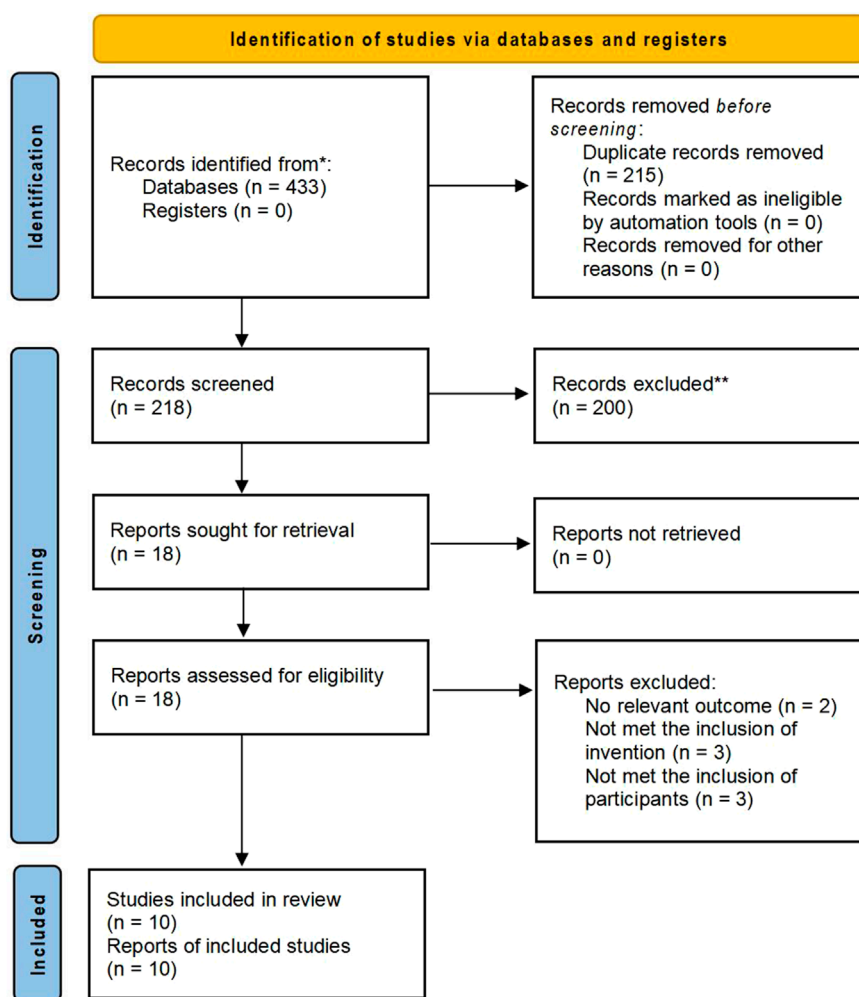 Identification of studies via databases and registers
Identification
Records identified from*:
Databases (n = 433)
Registers (n = 0)
Records removed before
screening:
Duplicate records removed
(n = 215)
Records marked as ineligible
by automation tools (n = 0)
Records removed for other
reasons (n = 0)
Screening
Records screened
(n = 218)
Records excluded**
(n = 200)
Reports sought for retrieval
(n = 18)
Reports not retrieved
(n = 0)
Reports assessed for eligibility
(n = 18)
Reports excluded:
No relevant outcome (n = 2)
Not met the inclusion of
invention (n = 3)
Not met the inclusion of
participants (n = 3)
Included
Studies included in review
(n = 10)
Reports of included studies
(n = 10)